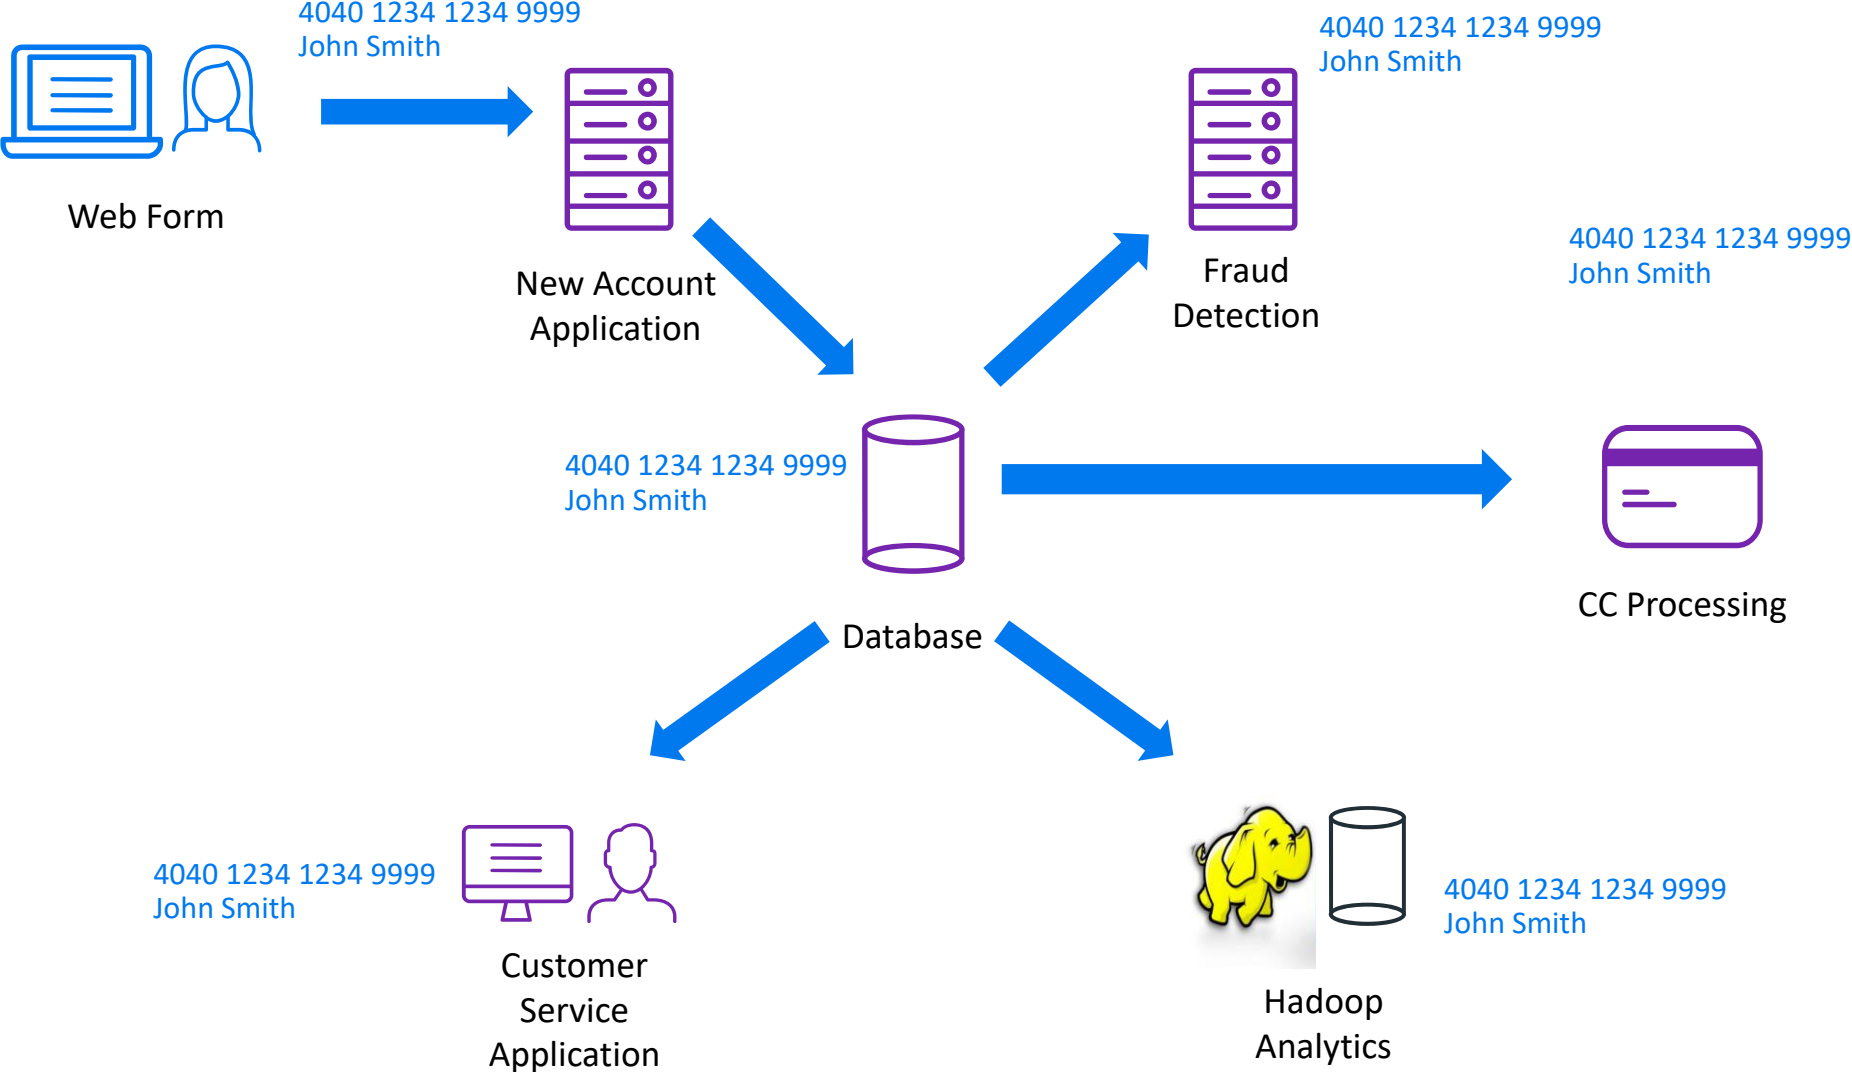 4040 1234 1234 9999
John Smith
Web Form
New Account
Application
4040 1234 1234 9999
John Smith
Fraud
Detection
4040 1234 1234 9999
John Smith
4040 1234 1234 9999
John Smith
Database
CC Processing
4040 1234 1234 9999
John Smith
Customer
Service
Application
4040 1234 1234 9999
John Smith
Hadoop
Analytics